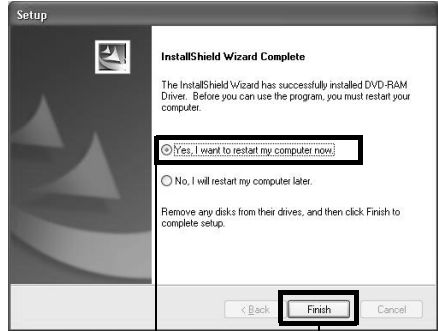 Setup
InstallShield Wizard Complete
The InstallShield Wizard has successfully installed DVD-RAM
Driver. Before you can use the program, you must restart your
computer.
Yes, I want to restart my computer now.
No, I will restart my computer later.
Remove any disks from their drives, and then click Finish to
complete setup.
< Back Finish Cancel